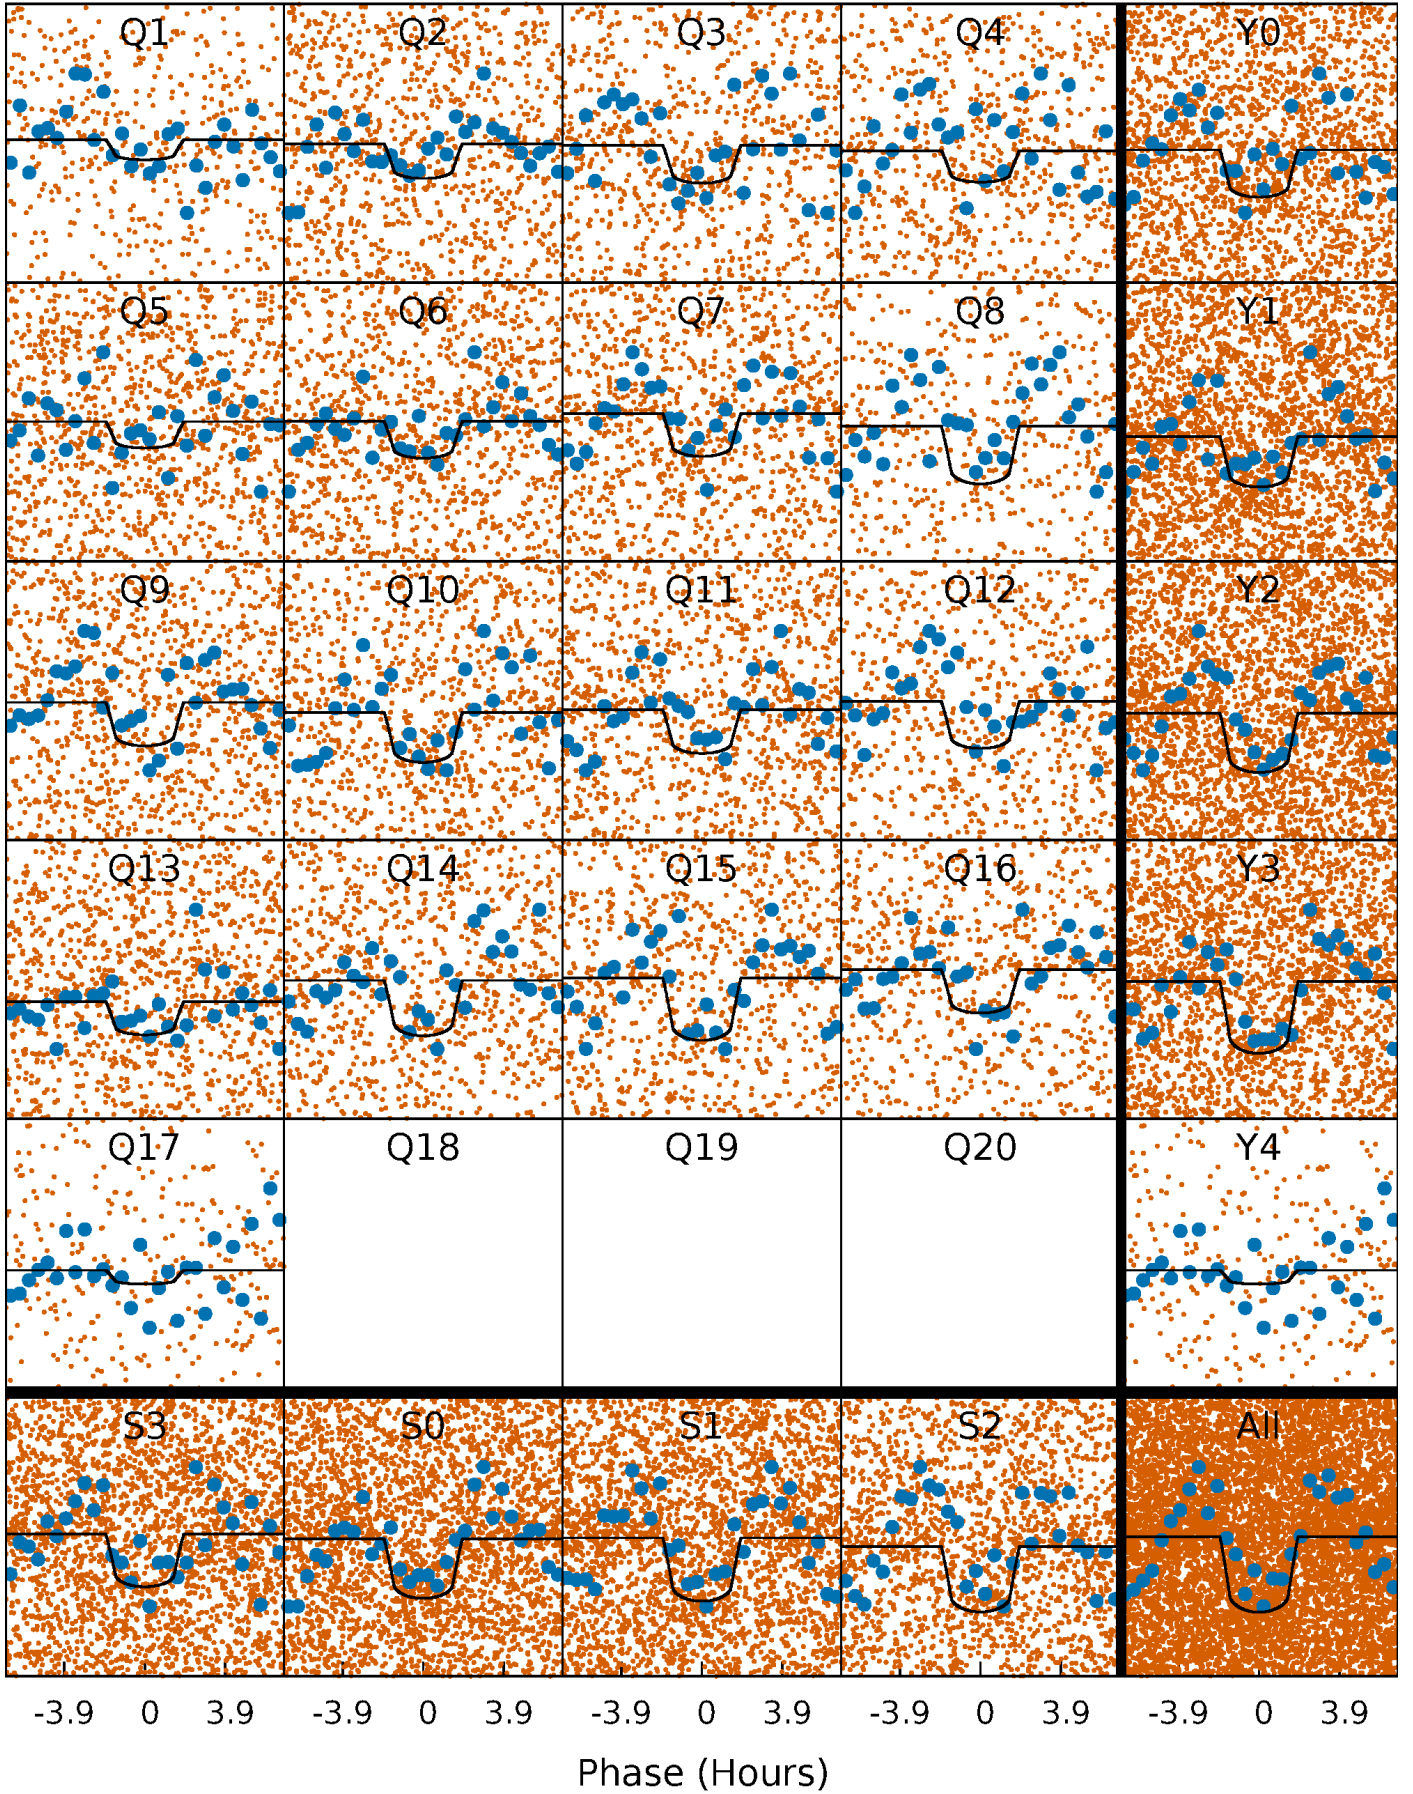 Q1 Q2 Q3 Q4 Y0
Q5 Q6 Q7 Q8 Y1
Q9 Q10 Q11 Q12 Y2
Q13 Q14 Q15 Q16 Y3
Q17 Q18 Q19 Q20 Y4
S3 S0 S1 S2 All
-3.9 0 3.9 -3.9 0 3.9 -3.9 0 3.9 -3.9 0 3.9 -3.9 0 3.9
Phase (Hours)